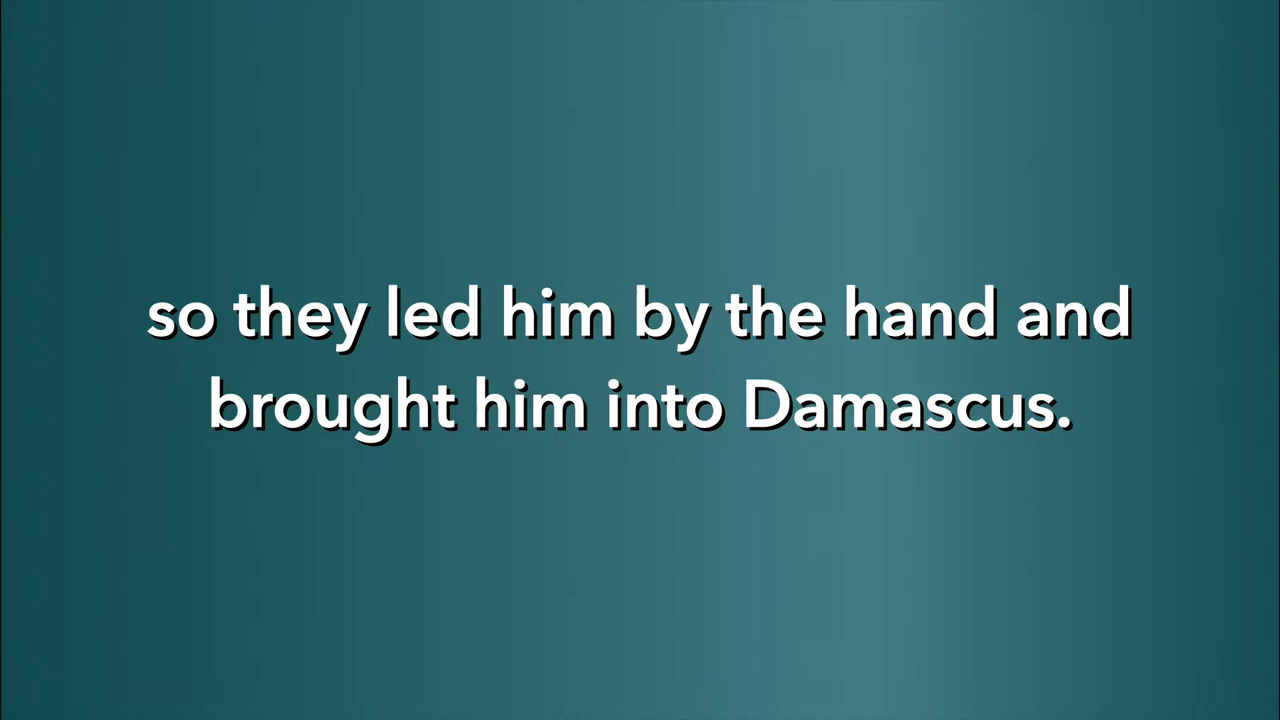 so they led him by the hand and
brought him into Damascus.